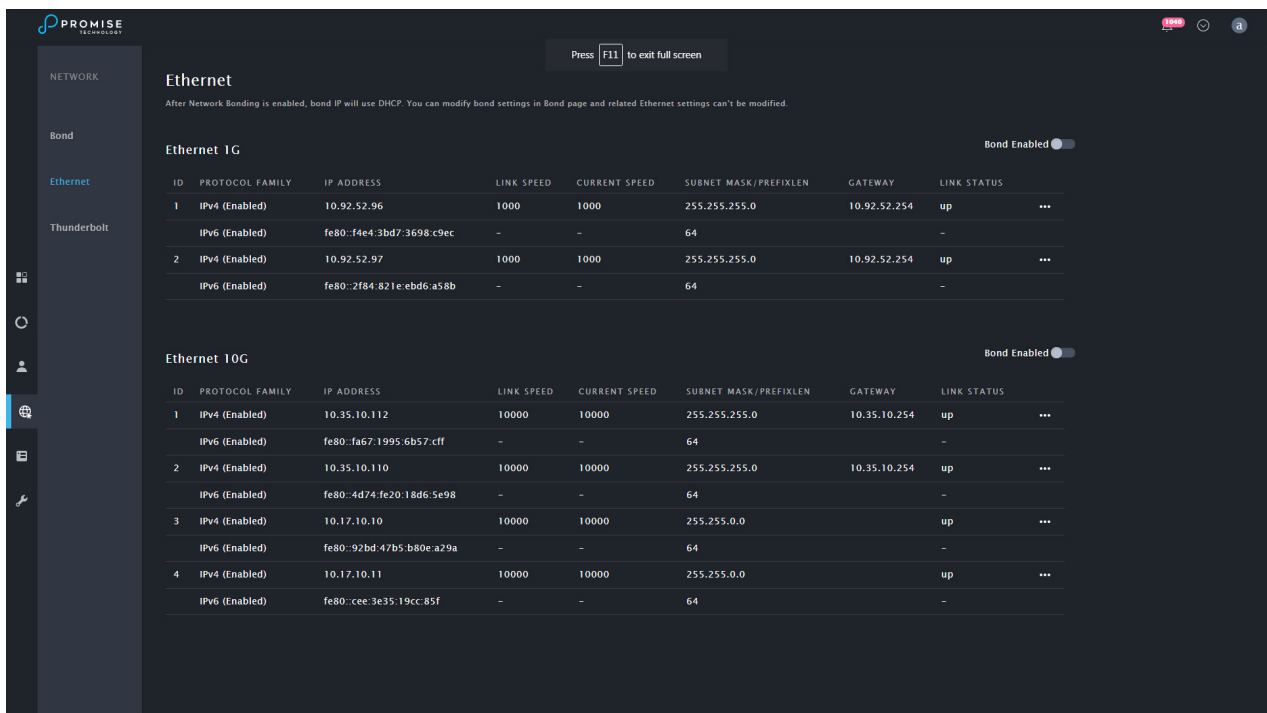 PROMISE
TECHNOLOGY
1040
a
Press F11 to exit full screen
NETWORK
Bond
Ethernet
Thunderbolt
Ethernet
After Network Bonding is enabled, bond IP will use DHCP. You can modify bond settings in Bond page and related Ethernet settings can't be modified.
Ethernet 1G
Bond Enabled
ID PROTOCOL FAMILY IP ADDRESS LINK SPEED CURRENT SPEED SUBNET MASK/PREFIXLEN GATEWAY LINK STATUS
1 IPv4 (Enabled) 10.92.52.96 1000 1000 255.255.255.0 10.92.52.254 up •••
IPv6 (Enabled) fe80::f4e4:3bd7:3698:c9ec – – 64 –
2 IPv4 (Enabled) 10.92.52.97 1000 1000 255.255.255.0 10.92.52.254 up •••
IPv6 (Enabled) fe80::2f84:821e:ebd6:a58b – – 64 –
Ethernet 10G
Bond Enabled
ID PROTOCOL FAMILY IP ADDRESS LINK SPEED CURRENT SPEED SUBNET MASK/PREFIXLEN GATEWAY LINK STATUS
1 IPv4 (Enabled) 10.35.10.112 10000 10000 255.255.255.0 10.35.10.254 up •••
IPv6 (Enabled) fe80::fa67:1995:6b57:cff – – 64 –
2 IPv4 (Enabled) 10.35.10.110 10000 10000 255.255.255.0 10.35.10.254 up •••
IPv6 (Enabled) fe80::4d74:fe20:18d6:5e98 – – 64 –
3 IPv4 (Enabled) 10.17.10.10 10000 10000 255.255.0.0 up •••
IPv6 (Enabled) fe80::92bd:47b5:b80e:a29a – – 64 –
4 IPv4 (Enabled) 10.17.10.11 10000 10000 255.255.0.0 up •••
IPv6 (Enabled) fe80::cee:3e35:19cc:85f – – 64 –